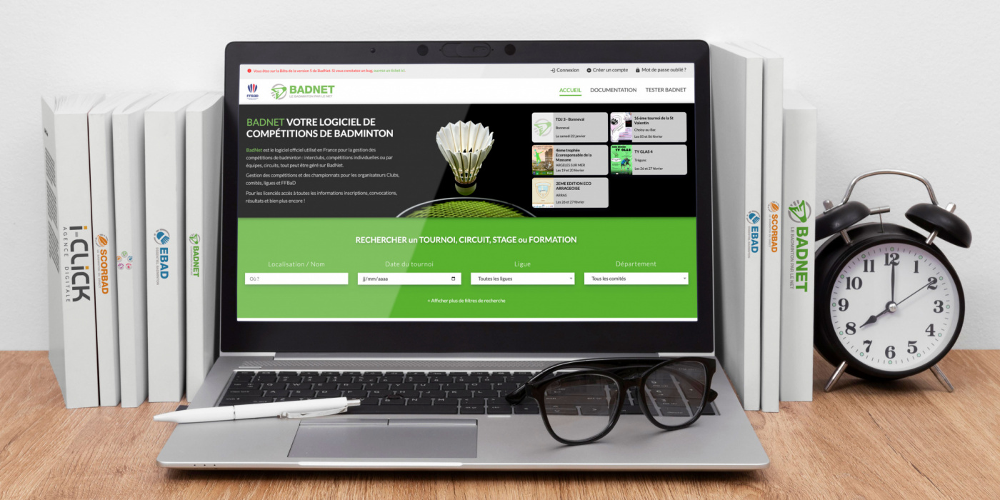 Vous êtes sur la Bêta de la version 5 de BadNet. Si vous constatez un bug, ouvrez un ticket ici.
Connexion
Créer un compte
Mot de passe oublié ?
FFBaD
BADNET
LE BADMINTON PAR LE NET
ACCUEIL
DOCUMENTATION
TESTER BADNET
BADNET VOTRE LOGICIEL DE
COMPÉTITIONS DE BADMINTON
BadNet est le logiciel officiel utilisé en France pour la gestion des
compétitions de badminton : interclubs, compétitions individuelles ou par
équipes, circuits, tout peut être géré sur BadNet.
Gestion des compétitions et des championnats pour les organisateurs Clubs,
comités, ligues et FFBaD
Pour les licenciés accès à toutes les informations inscriptions, convocations,
résultats et bien plus encore !
TDJ 3 - Bonneval
Bonneval
Le samedi 22 janvier
16 ème tournoi de la St
Valentin
Choisy-au-Bac
Les 05 et 06 février
4ème trophée
Ecoresponsable de la
Massane
ARGELES SUR MER
Les 19 et 20 février
TY GLAS 4
Trégunc
Les 26 et 27 février
2EME EDITION ECO
ARRAGEOISE
ARRAS
Les 26 et 27 février
RECHERCHER un TOURNOI, CIRCUIT, STAGE ou FORMATION
Localisation / Nom
Date du tournoi
Ligue
Département
Où ?
jj/mm/aaaa
Toutes les ligues
Tous les comités
+ Afficher plus de filtres de recherche
i-CLiCK
AGENCE DIGITALE
SCORBAD
EBAD
BADNET
EBAD
SCORBAD
BADNET
LE BADMINTON PAR LE NET
12
1
2
3
4
5
6
7
8
9
10
11